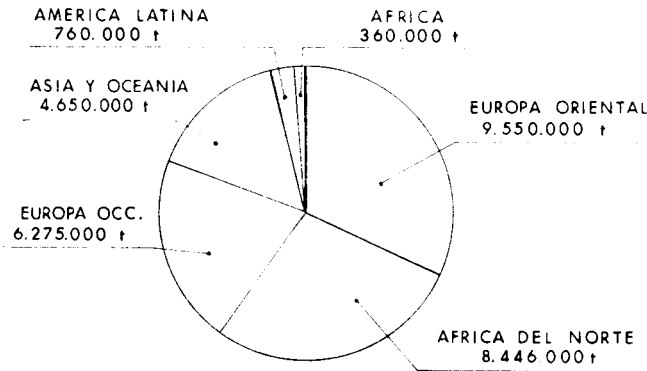 AMERICA LATINA
760.000 t
AFRICA
360.000 t
ASIA Y OCEANIA
4.650.000 t
EUROPA ORIENTAL
9.550.000 t
EUROPA OCC.
6.275.000 t
AFRICA DEL NORTE
8.446.000 t